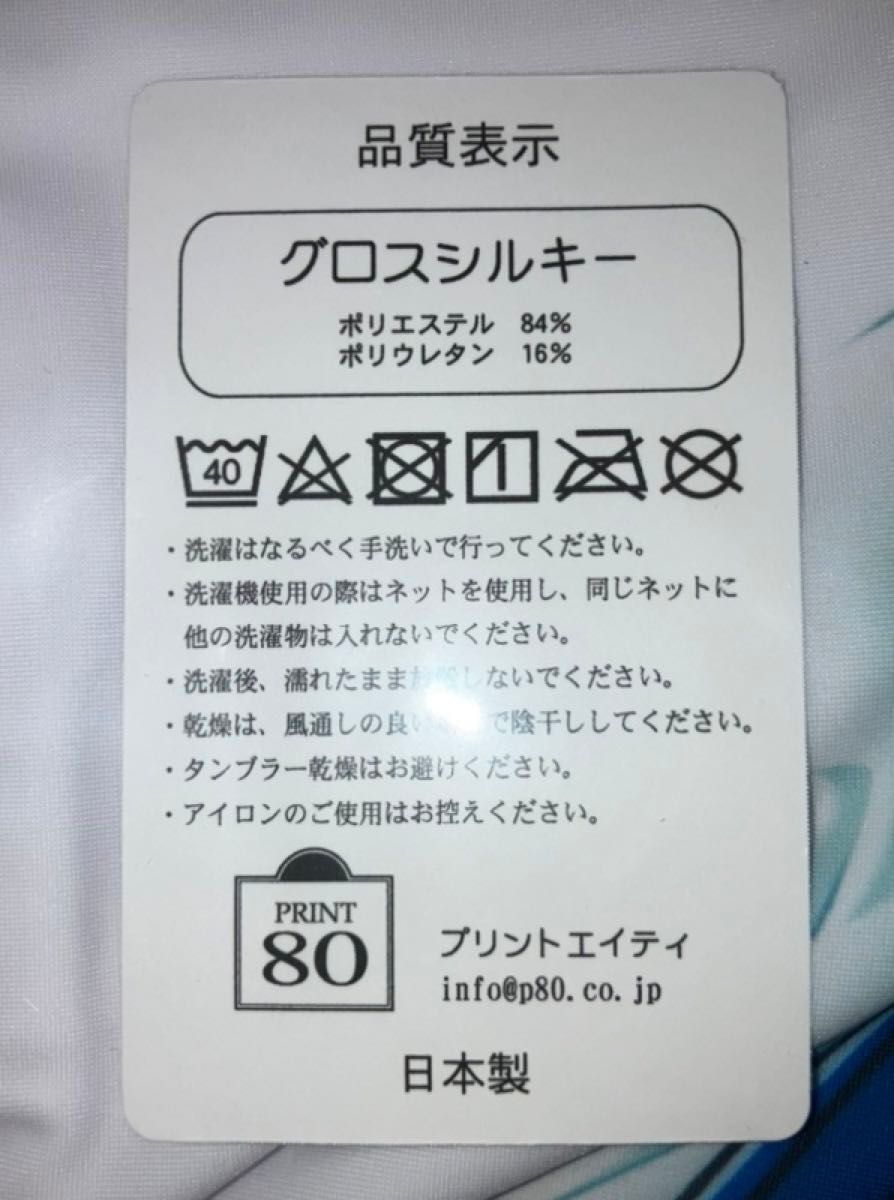 品質表示
グロスシルキー
ポリエステル 84%
ポリウレタン 16%
40
・洗濯はなるべく手洗いで行ってください。
・洗濯機使用の際はネットを使用し、同じネットに
他の洗濯物は入れないでください。
・洗濯後、濡れたまましないでください。
・乾燥は、風通しの良いで陰干ししてください。
・タンブラー乾燥はお避けください。
・アイロンのご使用はお控えください。
PRINT
80
プリントエイティ
info@p80.co.jp
日本製